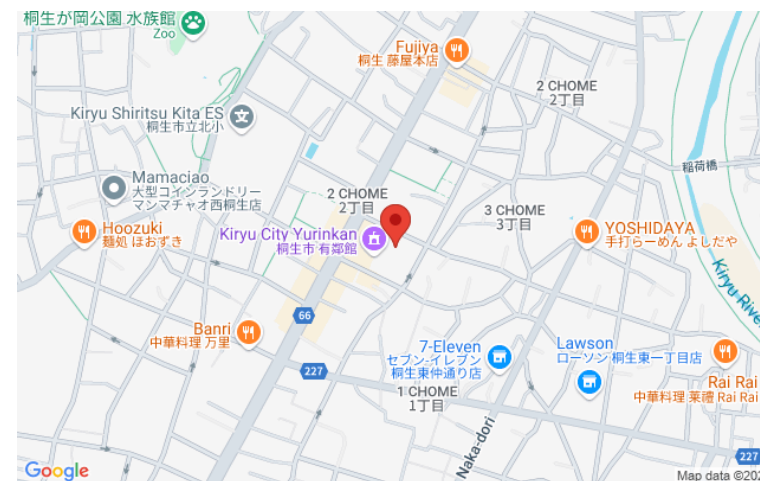 桐生が岡公園 水族館
Zoo
Fujiya
桐生 藤屋本店
2 CHOME
2丁目
Kiryu Shiritsu Kita ES
桐生市立北小
稲荷橋
Mamaciao
大型コインランドリー
マンマチャオ西桐生店
2 CHOME
2丁目
3 CHOME
3丁目
Hoozuki
麺処 ほおずき
Kiryu City Yurinkan
桐生市 有鄰館
YOSHIDAYA
手打らーめん よしだや
Kiryu River
66
Banri
中華料理 万里
7-Eleven
セブン-イレブン
桐生東仲通り店
Lawson
ローソン 桐生東一丁目店
227
Rai Rai
中華料理 莱禮 Rai Rai
1 CHOME
1丁目
Naka-dori
227
Google
Map data ©202